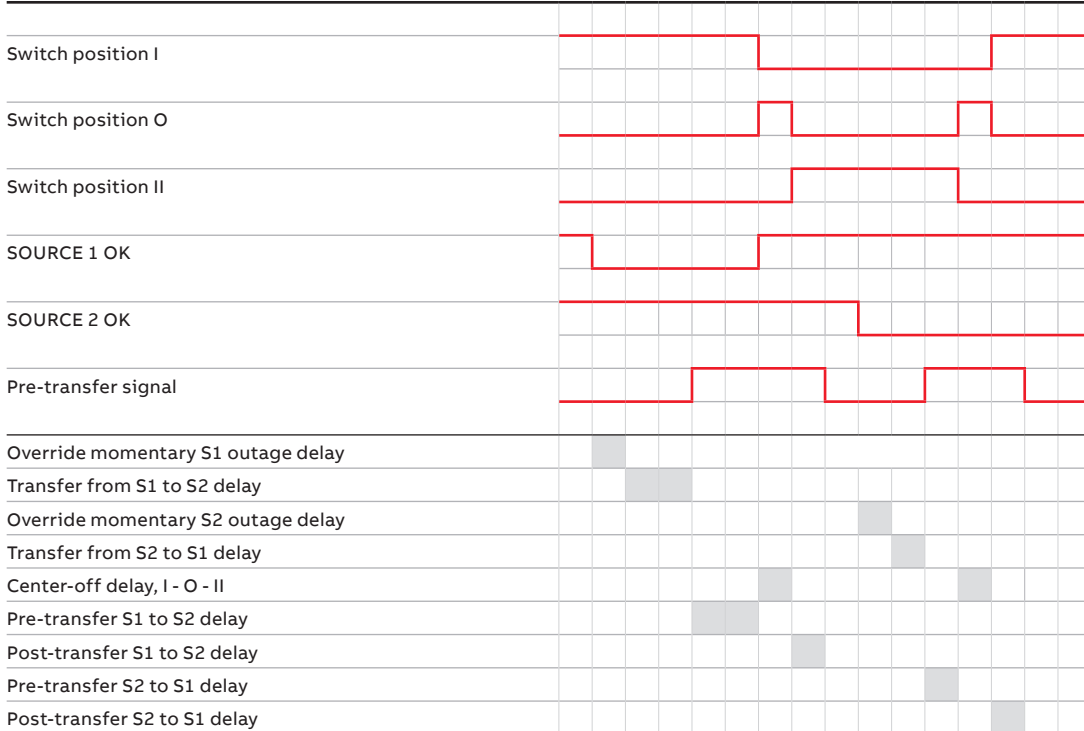 Switch position I
Switch position O
Switch position II
SOURCE 1 OK
SOURCE 2 OK
Pre-transfer signal
Override momentary S1 outage delay
Transfer from S1 to S2 delay
Override momentary S2 outage delay
Transfer from S2 to S1 delay
Center-off delay, I - O - II
Pre-transfer S1 to S2 delay
Post-transfer S1 to S2 delay
Pre-transfer S2 to S1 delay
Post-transfer S2 to S1 delay